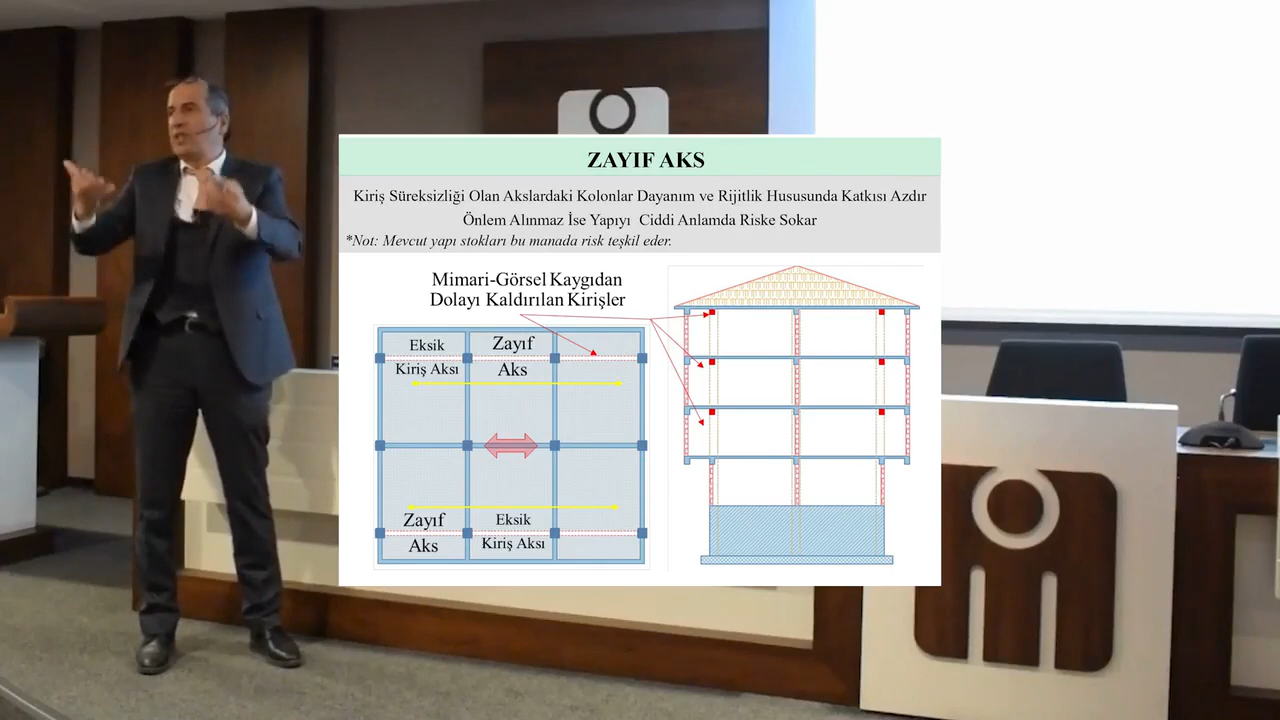 ZAYIF AKS
Kiriş Süreksizliği Olan Akslardaki Kolonlar Dayanım ve Rijitlik Hususunda Katkısı Azdır
Önlem Alınmaz İse Yapıyı Ciddi Anlamda Riske Sokar
*Not: Mevcut yapı stokları bu manada risk teşkil eder.
Mimari-Görsel Kaygıdan
Dolayı Kaldırılan Kirişler
Eksik
Kiriş Aksı
Zayıf
Aks
Zayıf
Aks
Eksik
Kiriş Aksı